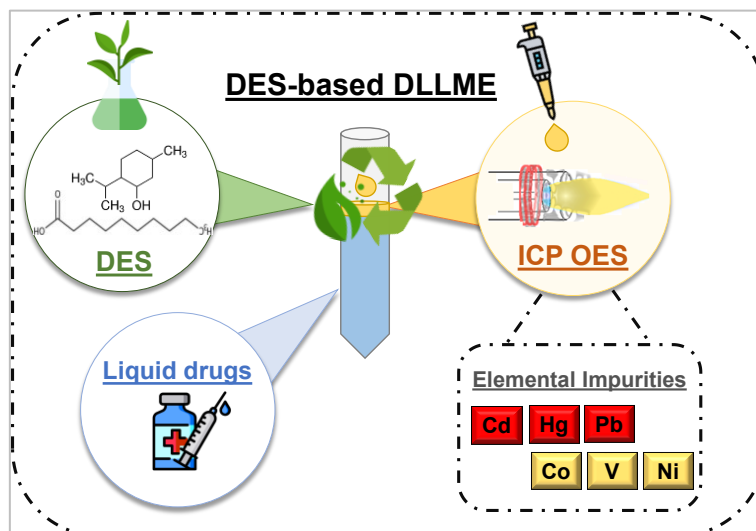 DES-based DLLME
CH₃
H₃C
OH
CH₃
O
HO
DES
ICP OES
Liquid drugs
Elemental Impurities
Cd Hg Pb
Co V Ni